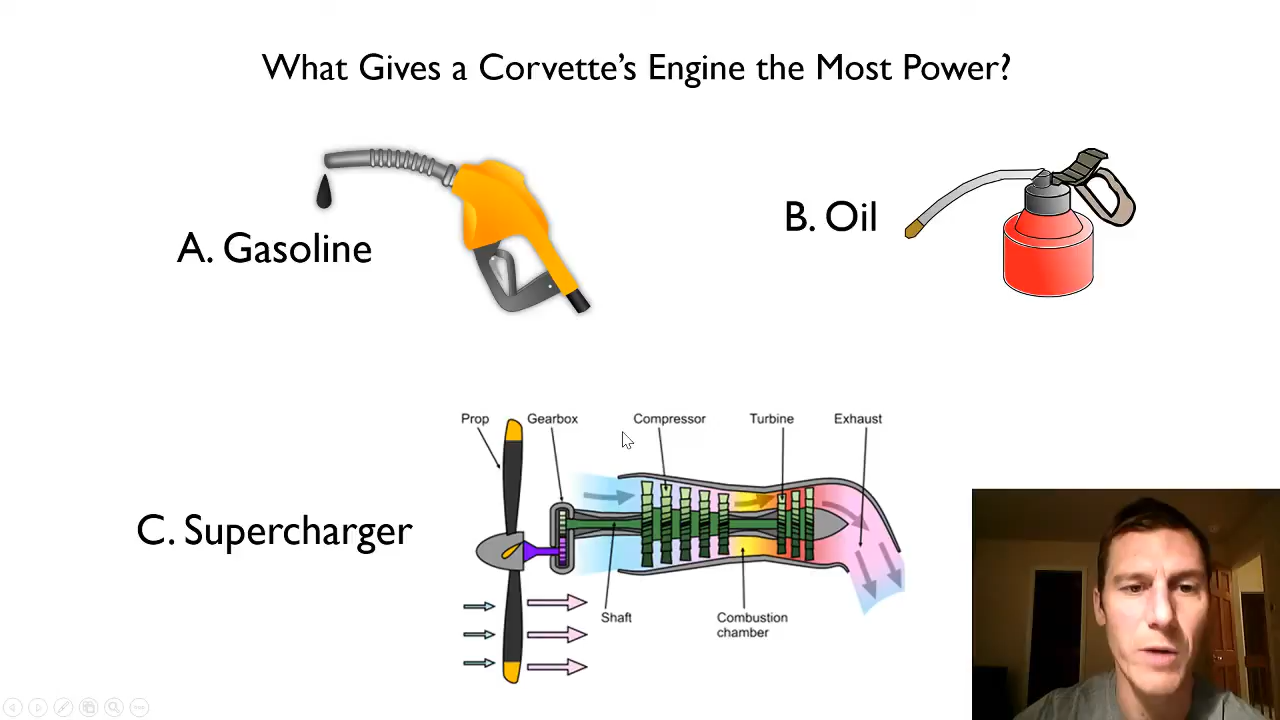 What Gives a Corvette's Engine the Most Power?
A. Gasoline
B. Oil
C. Supercharger
Prop
Gearbox
Compressor
Turbine
Exhaust
Shaft
Combustion
chamber